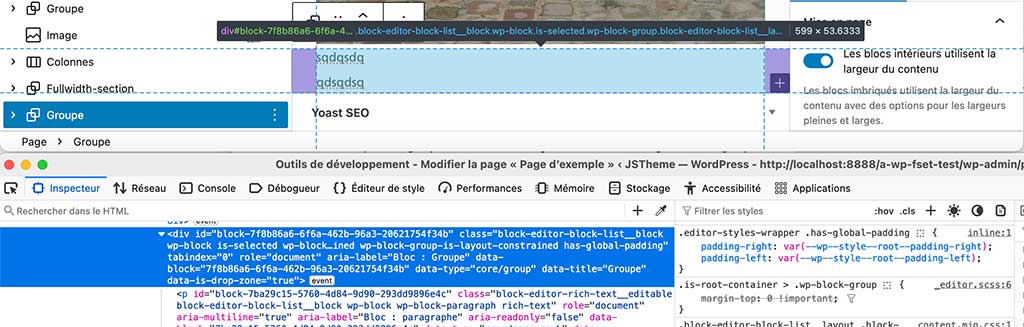 Groupe
Image
Colonnes
Fullwidth-section
Groupe
Page > Groupe
div#block-7f8b86a6-6f6a-4… .block-editor-block-list__block.wp-block.is-selected.wp-block-group.block-editor-block-list__la… 599 × 53.6333
sqdqsdq
qdsqdsq
Yoast SEO
Mise en page
Les blocs intérieurs utilisent la
largeur du contenu
Les blocs imbriqués utilisent la largeur du
contenu avec des options pour les largeurs
pleines et larges.
Outils de développement - Modifier la page « Page d'exemple » ‹ JSTheme — WordPress - http://localhost:8888/a-wp-fset-test/wp-admin/p
Inspecteur Réseau Console Débogueur Éditeur de style Performances Mémoire Stockage Accessibilité Applications
Rechercher dans le HTML
div> event
<div id="block-7f8b86a6-6f6a-462b-96a3-20621754f34b" class="block-editor-block-list__block
wp-block is-selected wp-block…ined wp-block-group-is-layout-constrained has-global-padding"
tabindex="0" role="document" aria-label="Bloc : Groupe" data-
block="7f8b86a6-6f6a-462b-96a3-20621754f34b" data-type="core/group" data-title="Groupe"
data-is-drop-zone="true"> event
<p id="block-7ba29c15-5760-4d84-9d90-293dd9896e4c" class="block-editor-rich-text__editable
block-editor-block-list__block wp-block wp-block-paragraph rich-text" role="document"
aria-multiline="true" aria-label="Bloc : paragraphe" aria-readonly="false" data-
Filtrer les styles :hov .cls
.editor-styles-wrapper .has-global-padding { inline:1
padding-right: var(--wp--style--root--padding-right);
padding-left: var(--wp--style--root--padding-left);
}
.is-root-container > .wp-block-group { _editor.scss:6
margin-top: 0 !important;
}